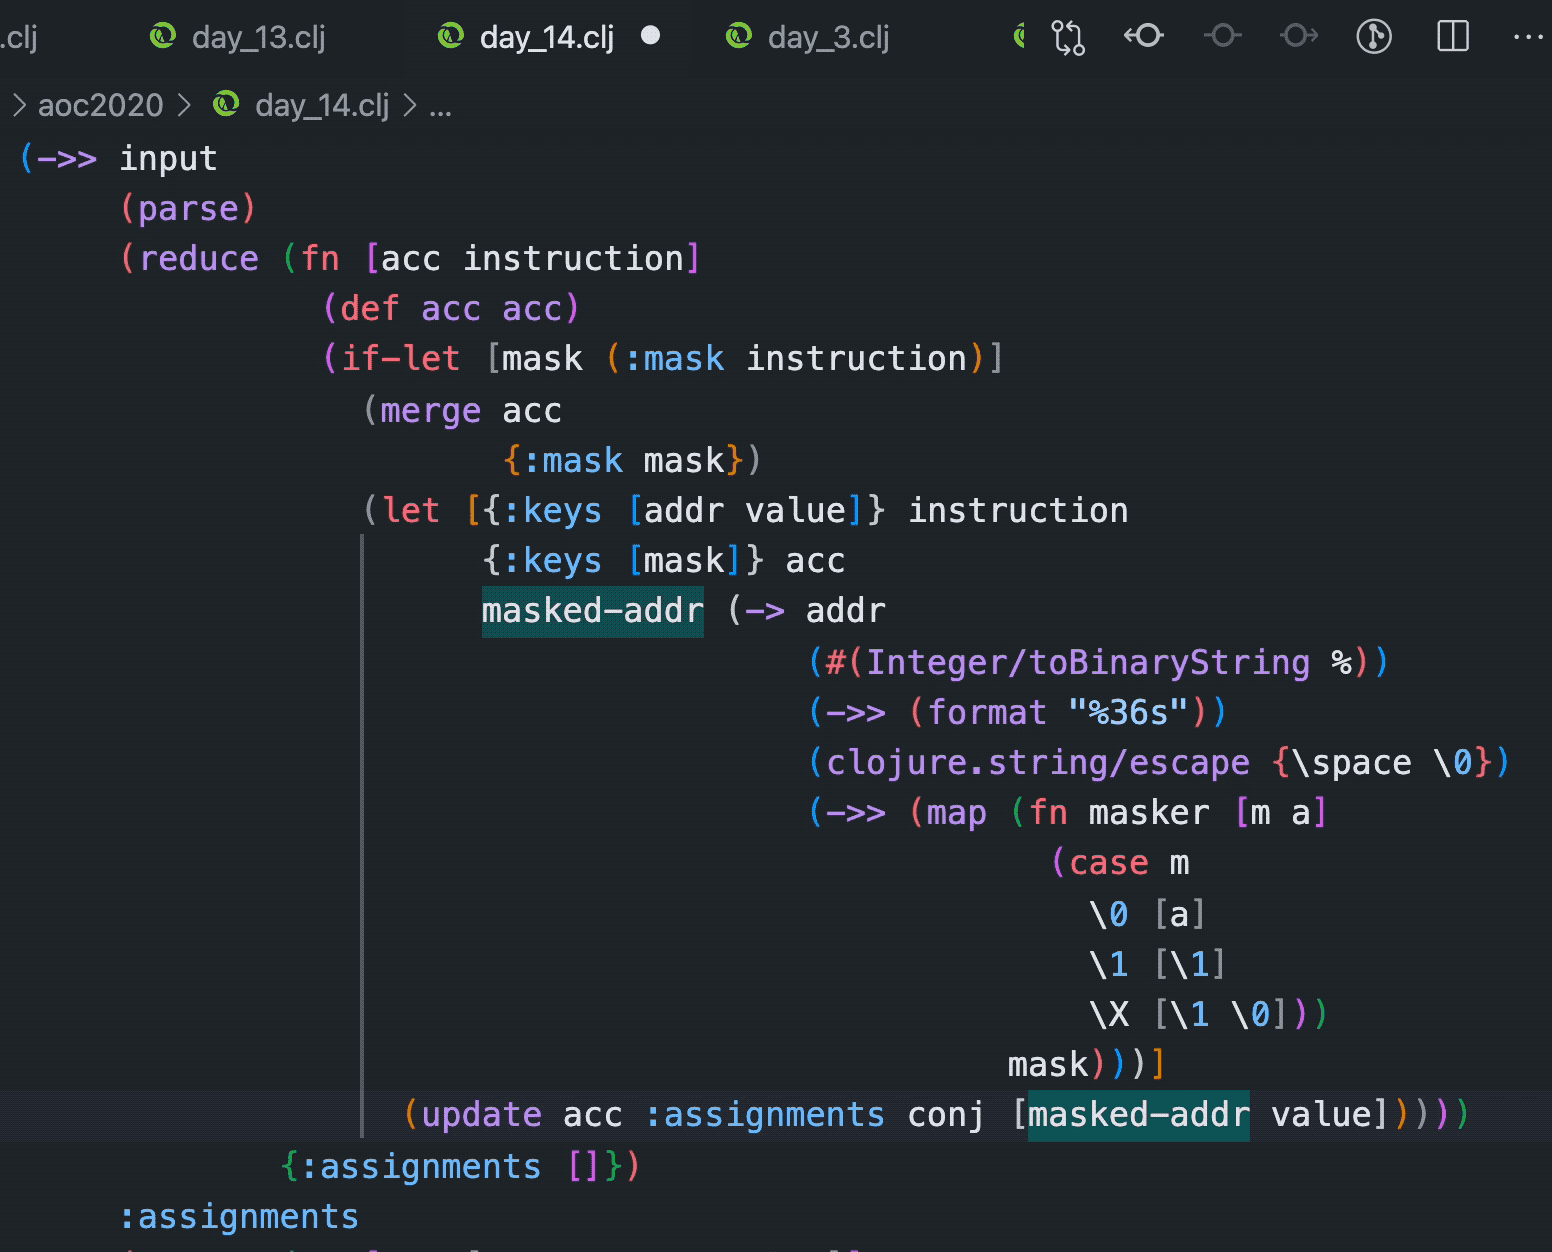 .clj day_13.clj day_14.clj day_3.clj
aoc2020 > day_14.clj > ...
(->> input
(parse)
(reduce (fn [acc instruction]
(def acc acc)
(if-let [mask (:mask instruction)]
(merge acc
{:mask mask})
(let [{:keys [addr value]} instruction
{:keys [mask]} acc
masked-addr (-> addr
(#(Integer/toBinaryString %))
(->> (format "%36s"))
(clojure.string/escape {\space \0})
(->> (map (fn masker [m a]
(case m
\0 [a]
\1 [\1]
\X [\1 \0]))
mask)))]
(update acc :assignments conj [masked-addr value]))))
{:assignments []})
:assignments